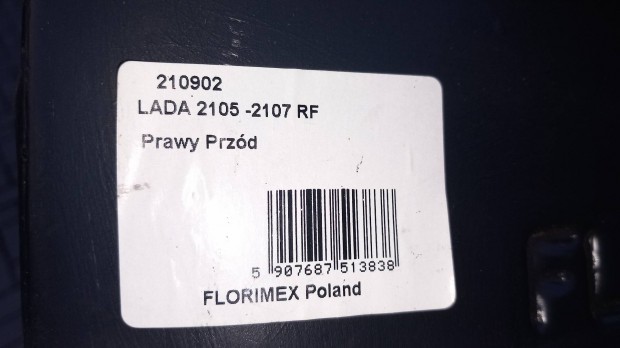 210902
LADA 2105 -2107 RF
Prawy Przód
5 907687 513838
FLORIMEX Poland